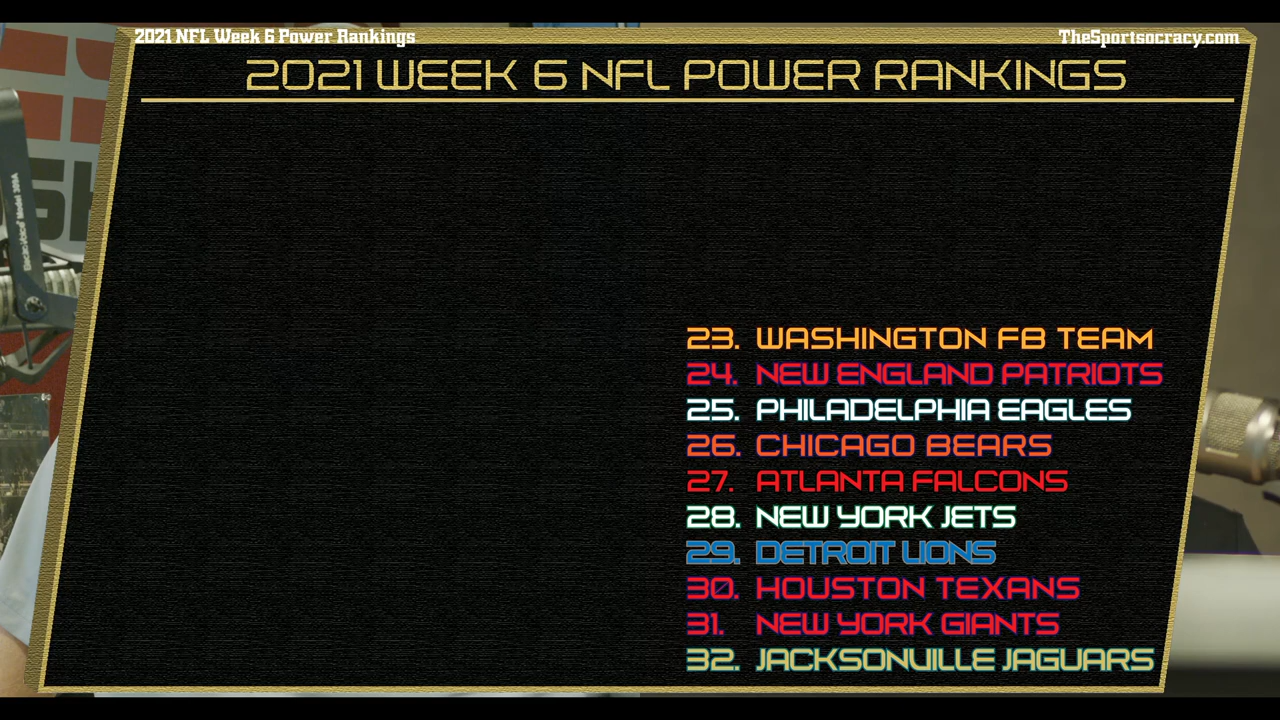 2021 NFL Week 6 Power Rankings
TheSportsocracy.com
2021 WEEK 6 NFL POWER RANKINGS
23. WASHINGTON FB TEAM
24. NEW ENGLAND PATRIOTS
25. PHILADELPHIA EAGLES
26. CHICAGO BEARS
27. ATLANTA FALCONS
28. NEW YORK JETS
29. DETROIT LIONS
30. HOUSTON TEXANS
31. NEW YORK GIANTS
32. JACKSONVILLE JAGUARS